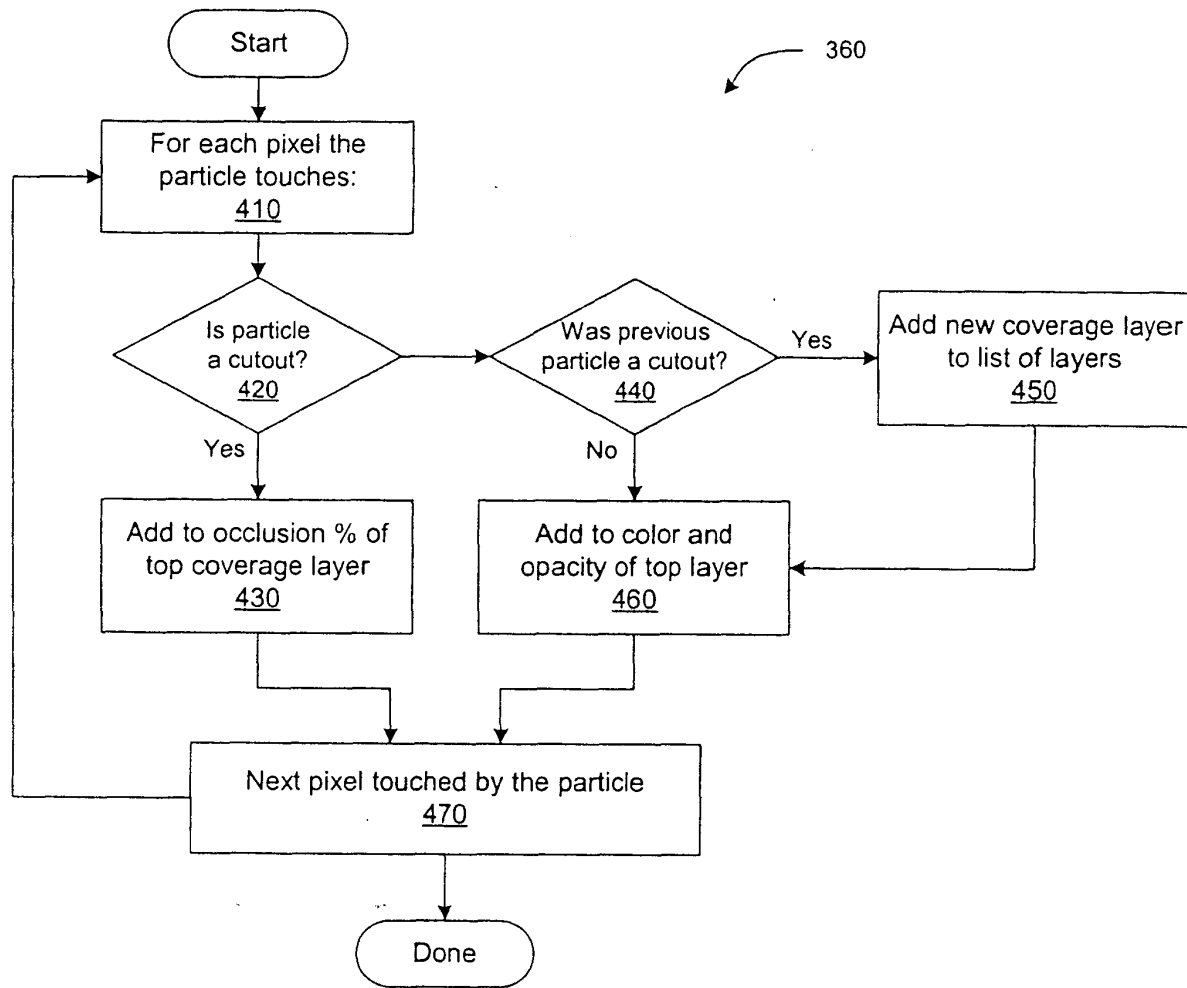 Start
360
For each pixel the
particle touches:
410
Is particle
a cutout?
420
Was previous
particle a cutout?
440
Yes
Add new coverage layer
to list of layers
450
Yes
No
Add to occlusion % of
top coverage layer
430
Add to color and
opacity of top layer
460
Next pixel touched by the particle
470
Done